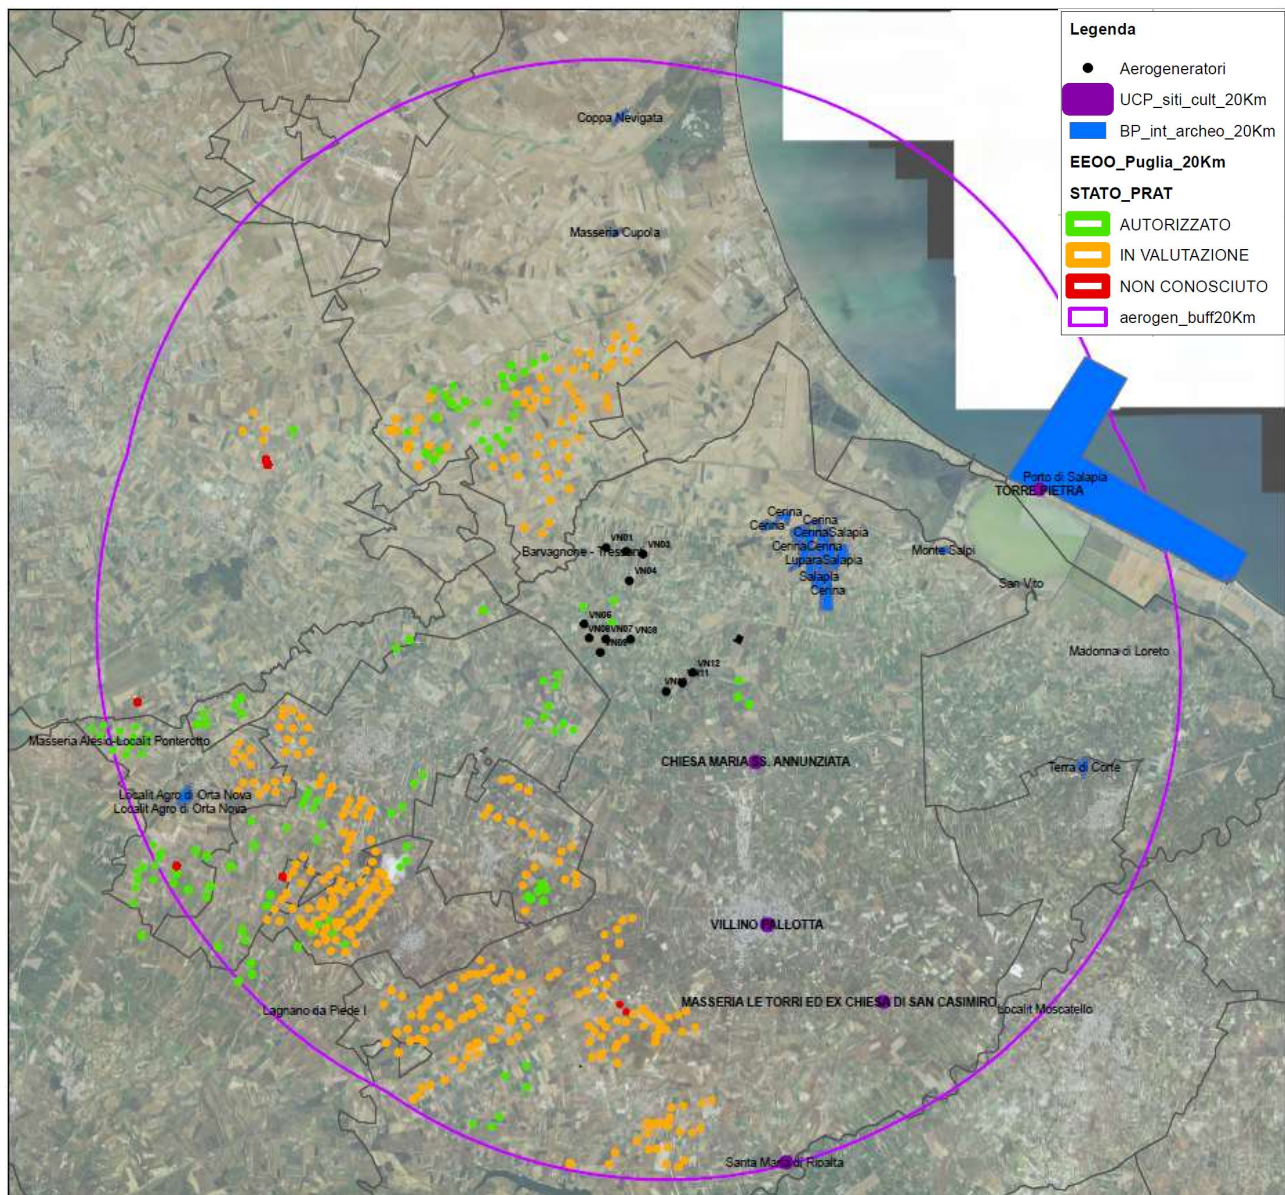 Legenda
Aerogeneratori
UCP_siti_cult_20Km
BP_int_archeo_20Km
EEOO_Puglia_20Km
STATO_PRAT
AUTORIZZATO
IN VALUTAZIONE
NON CONOSCIUTO
aerogen_buff20Km
Coppa Nevigata
Masseria Cupola
Porto di Salapia
TORRE PIETRA
Cerina
Cerina
Cerina
CerinaSalapia
CerinaCerina
LuparaSalapia
Salapia
Cerina
Monte Salpi
San Vito
VN01
Barvagnone - Tressanti
VN03
VN04
VN06
VN07
VN08
VN12
Madonna di Loreto
Masseria Alesio-Localit Ponterotto
CHIESA MARIA SS. ANNUNZIATA
Terra di Corte
Localit Agro di Orta Nova
Localit Agro di Orta Nova
VILLINO PALLOTTA
MASSERIA LE TORRI ED EX CHIESA DI SAN CASIMIRO
Lagnano da Piede I
Localit Moscatello
Santa Maria di Ripalta